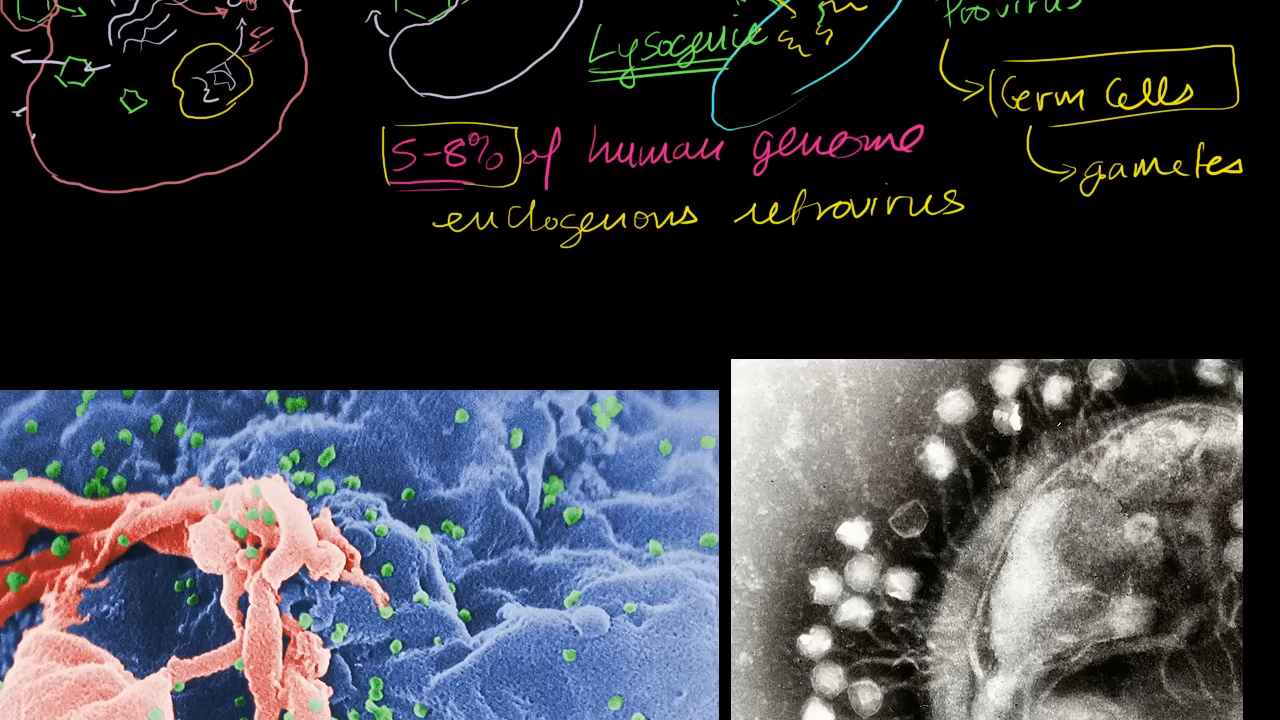 Provirus
Lysogenic
Germ Cells
5-8% of human genome
gametes
endogenous retrovirus